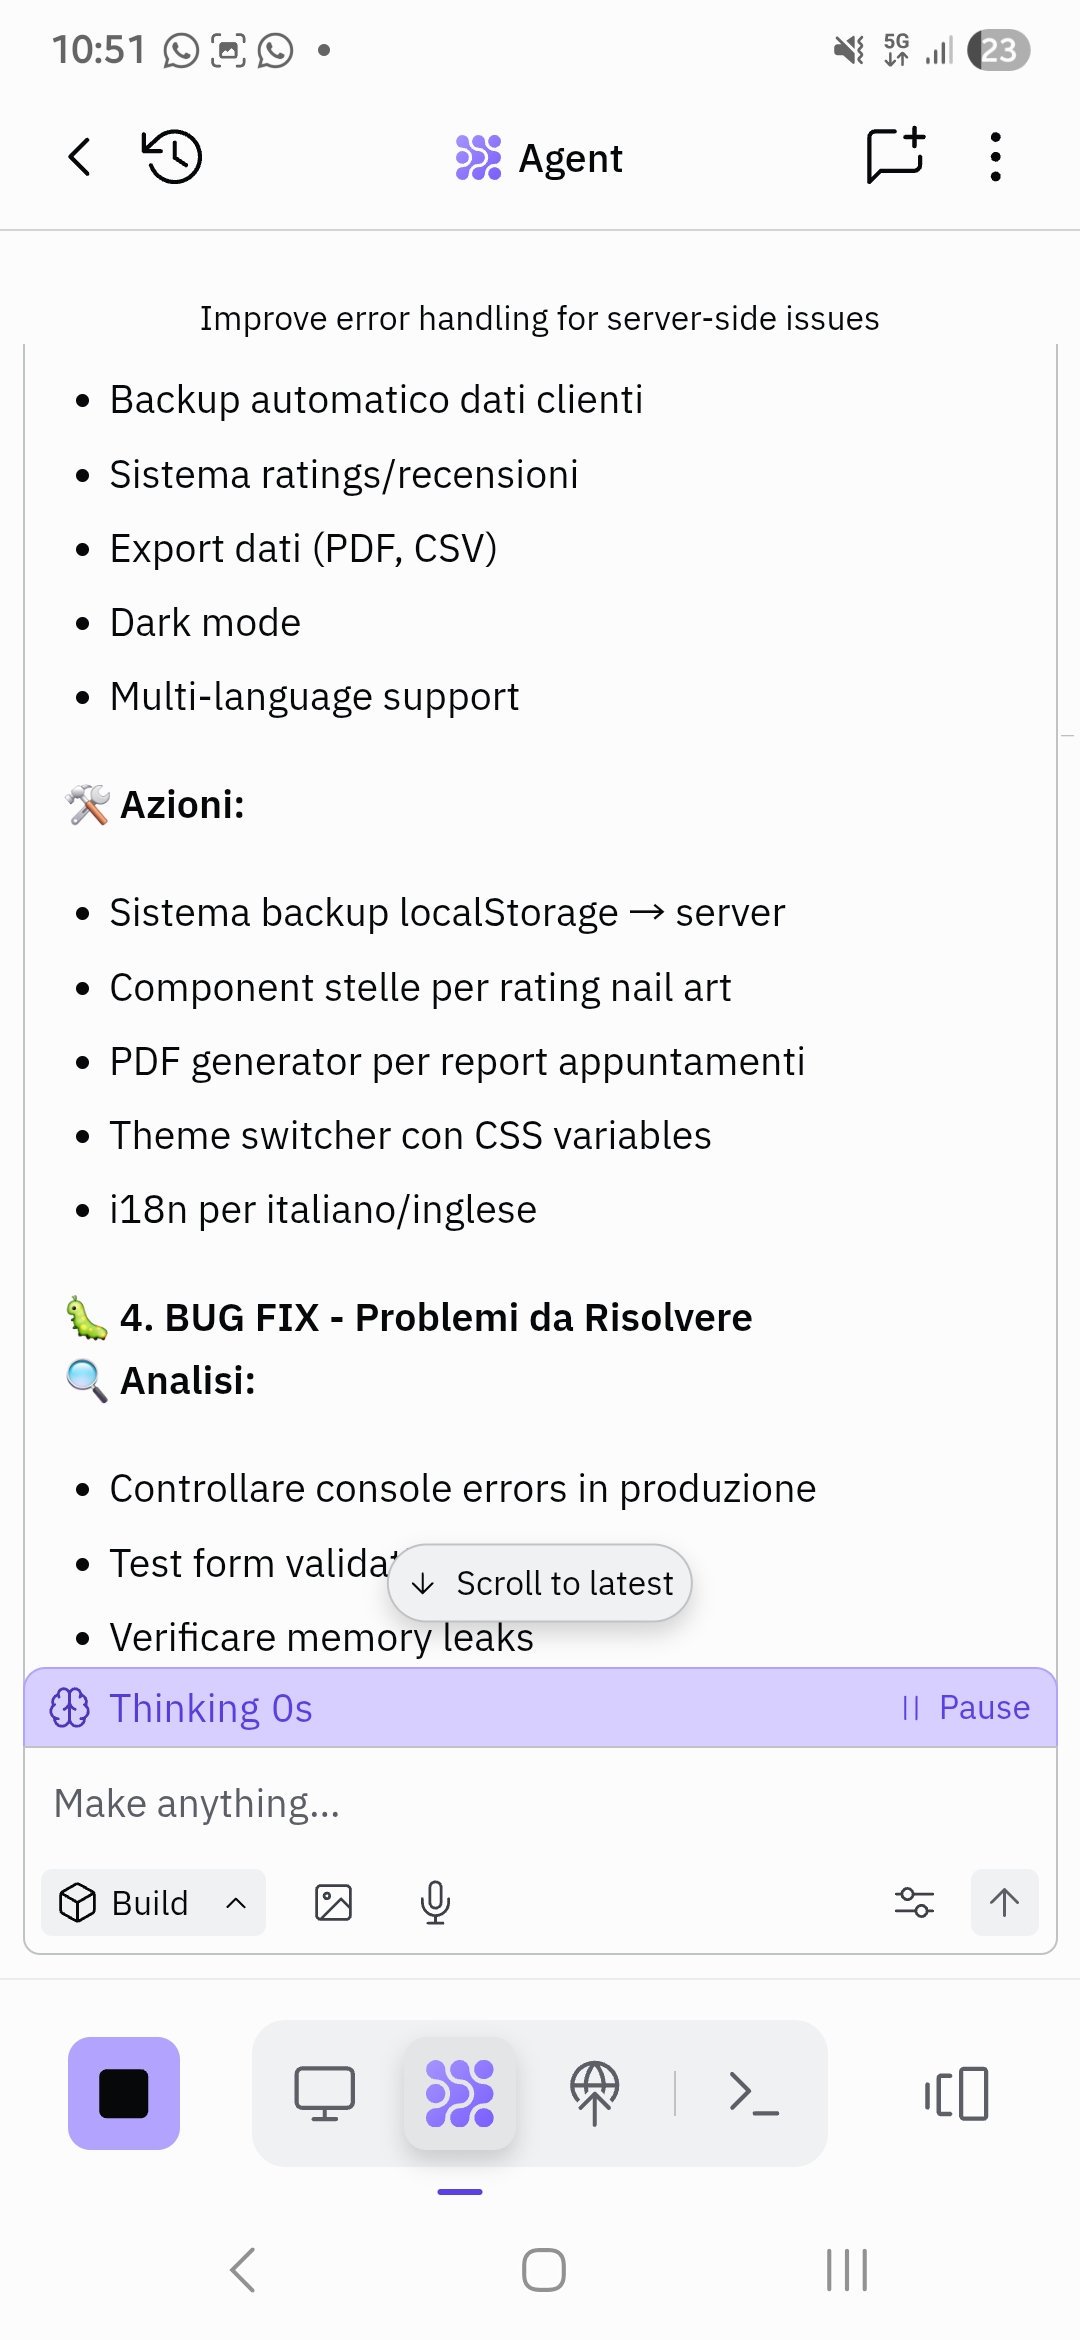 10:51
5G
23
Agent
Improve error handling for server-side issues
• Backup automatico dati clienti
• Sistema ratings/recensioni
• Export dati (PDF, CSV)
• Dark mode
• Multi-language support
🛠️ Azioni:
• Sistema backup localStorage → server
• Component stelle per rating nail art
• PDF generator per report appuntamenti
• Theme switcher con CSS variables
• i18n per italiano/inglese
🐛 4. BUG FIX - Problemi da Risolvere
🔍 Analisi:
• Controllare console errors in produzione
• Test form
↓ Scroll to latest
• Verificare memory leaks
Thinking 0s
Pause
Make anything...
Build